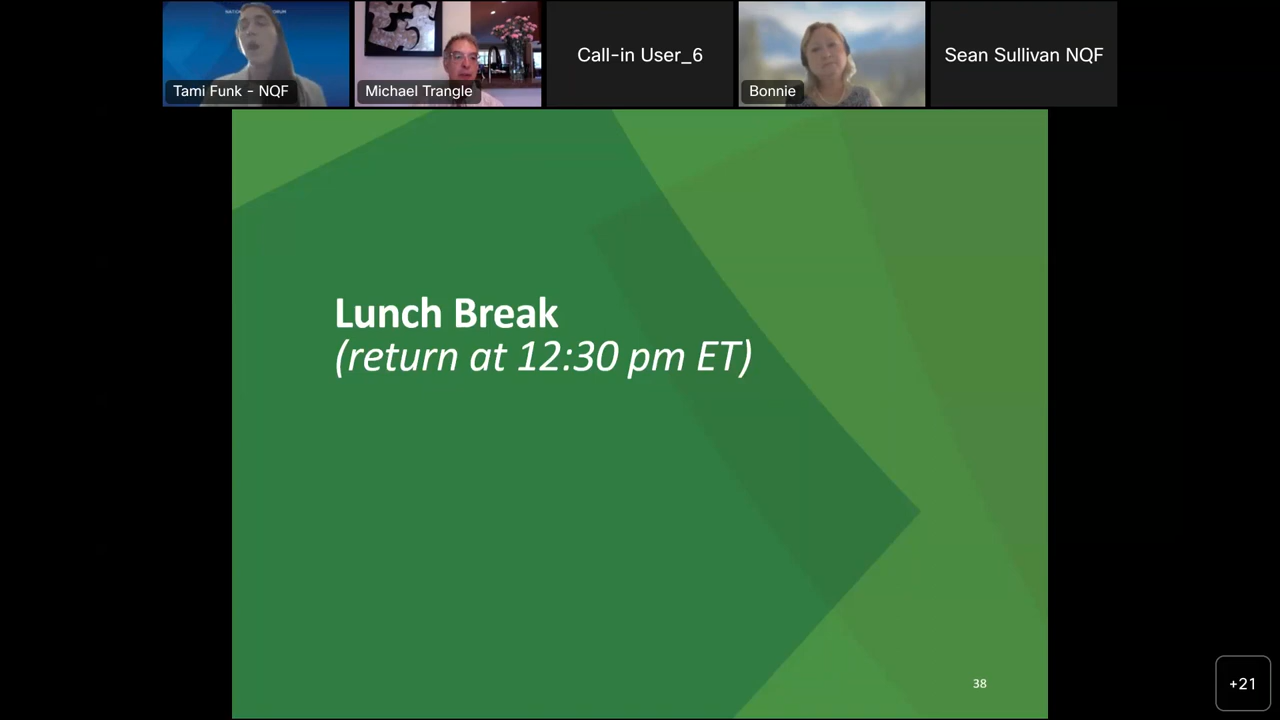 Tami Funk - NQF
Michael Trangle
Call-in User_6
Bonnie
Sean Sullivan NQF
Lunch Break
(return at 12:30 pm ET)
38
+21